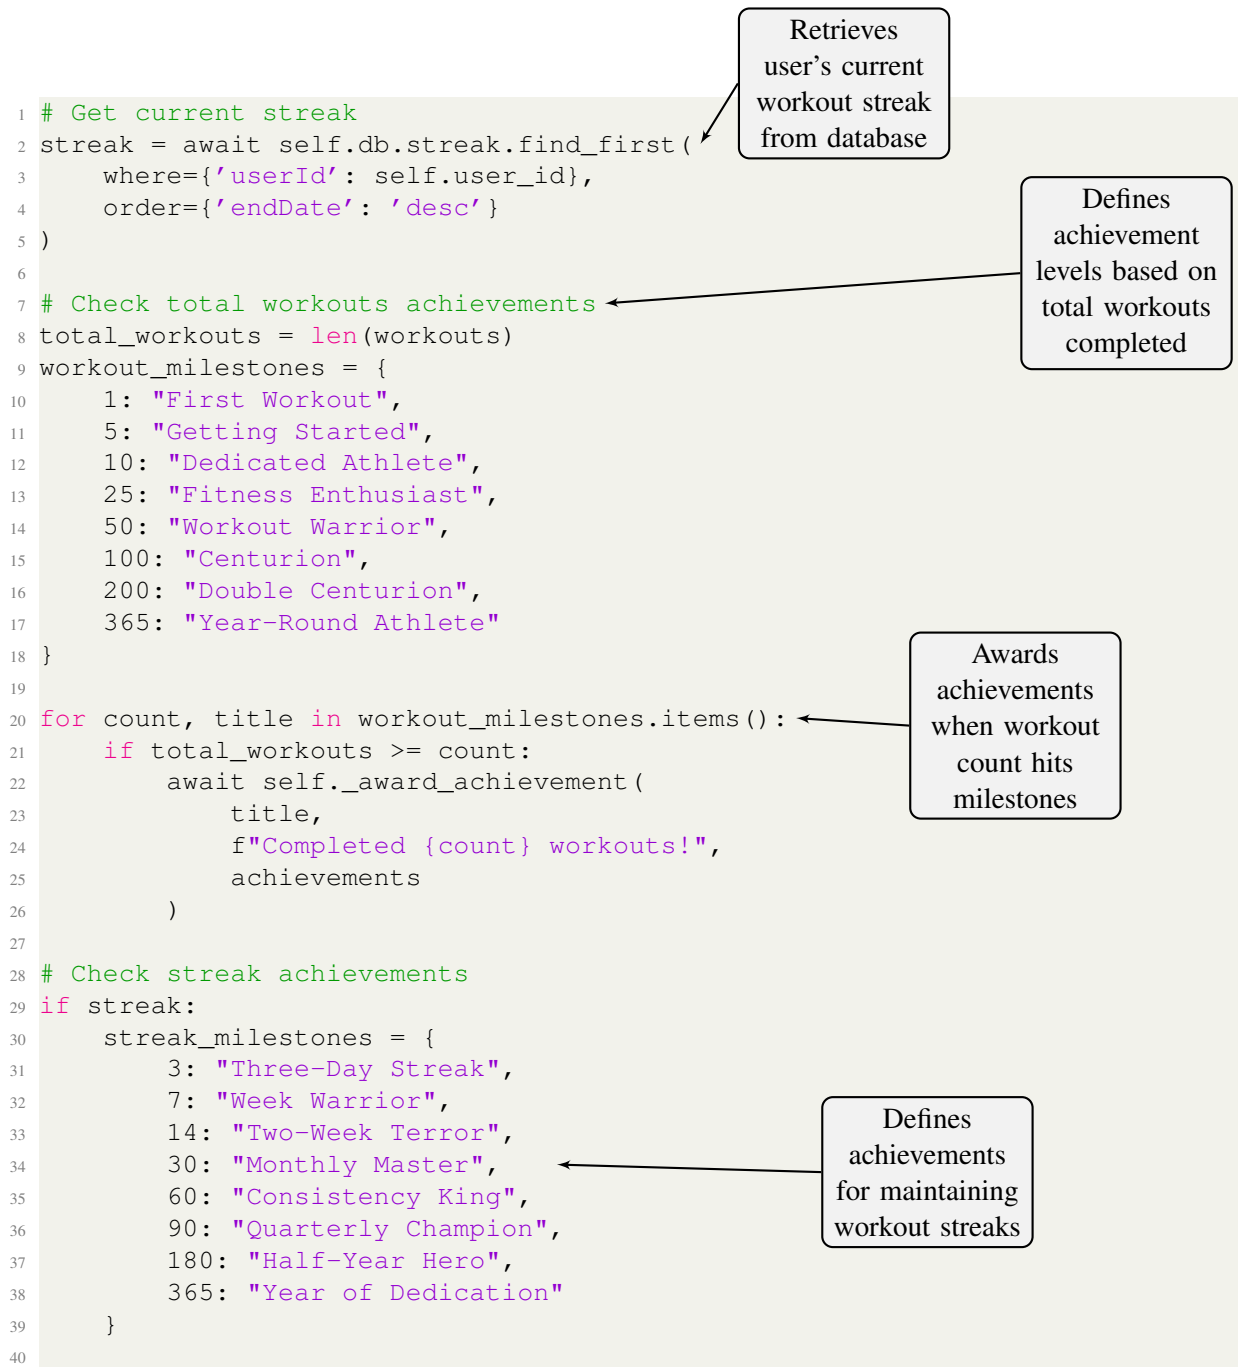 Retrieves
user's current
workout streak
from database
1 # Get current streak
2 streak = await self.db.streak.find_first(
3     where={'userId': self.user_id},
4     order={'endDate': 'desc'}
5 )
6
Defines
achievement
levels based on
total workouts
completed
7 # Check total workouts achievements
8 total_workouts = len(workouts)
9 workout_milestones = {
10     1: "First Workout",
11     5: "Getting Started",
12     10: "Dedicated Athlete",
13     25: "Fitness Enthusiast",
14     50: "Workout Warrior",
15     100: "Centurion",
16     200: "Double Centurion",
17     365: "Year-Round Athlete"
18 }
19
Awards
achievements
when workout
count hits
milestones
20 for count, title in workout_milestones.items():
21     if total_workouts >= count:
22         await self._award_achievement(
23             title,
24             f"Completed {count} workouts!",
25             achievements
26         )
27
28 # Check streak achievements
29 if streak:
30     streak_milestones = {
31         3: "Three-Day Streak",
32         7: "Week Warrior",
33         14: "Two-Week Terror",
34         30: "Monthly Master",
35         60: "Consistency King",
36         90: "Quarterly Champion",
37         180: "Half-Year Hero",
38         365: "Year of Dedication"
39     }
40
Defines
achievements
for maintaining
workout streaks